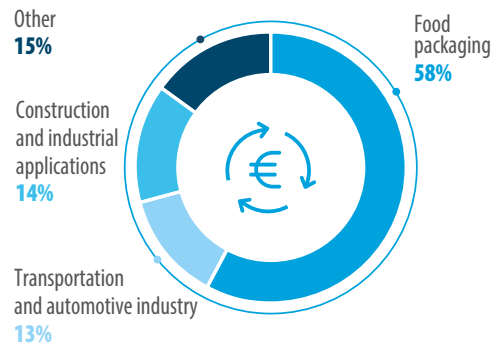 Other
15%
Food
packaging
58%
Construction
and industrial
applications
14%
€
Transportation
and automotive industry
13%